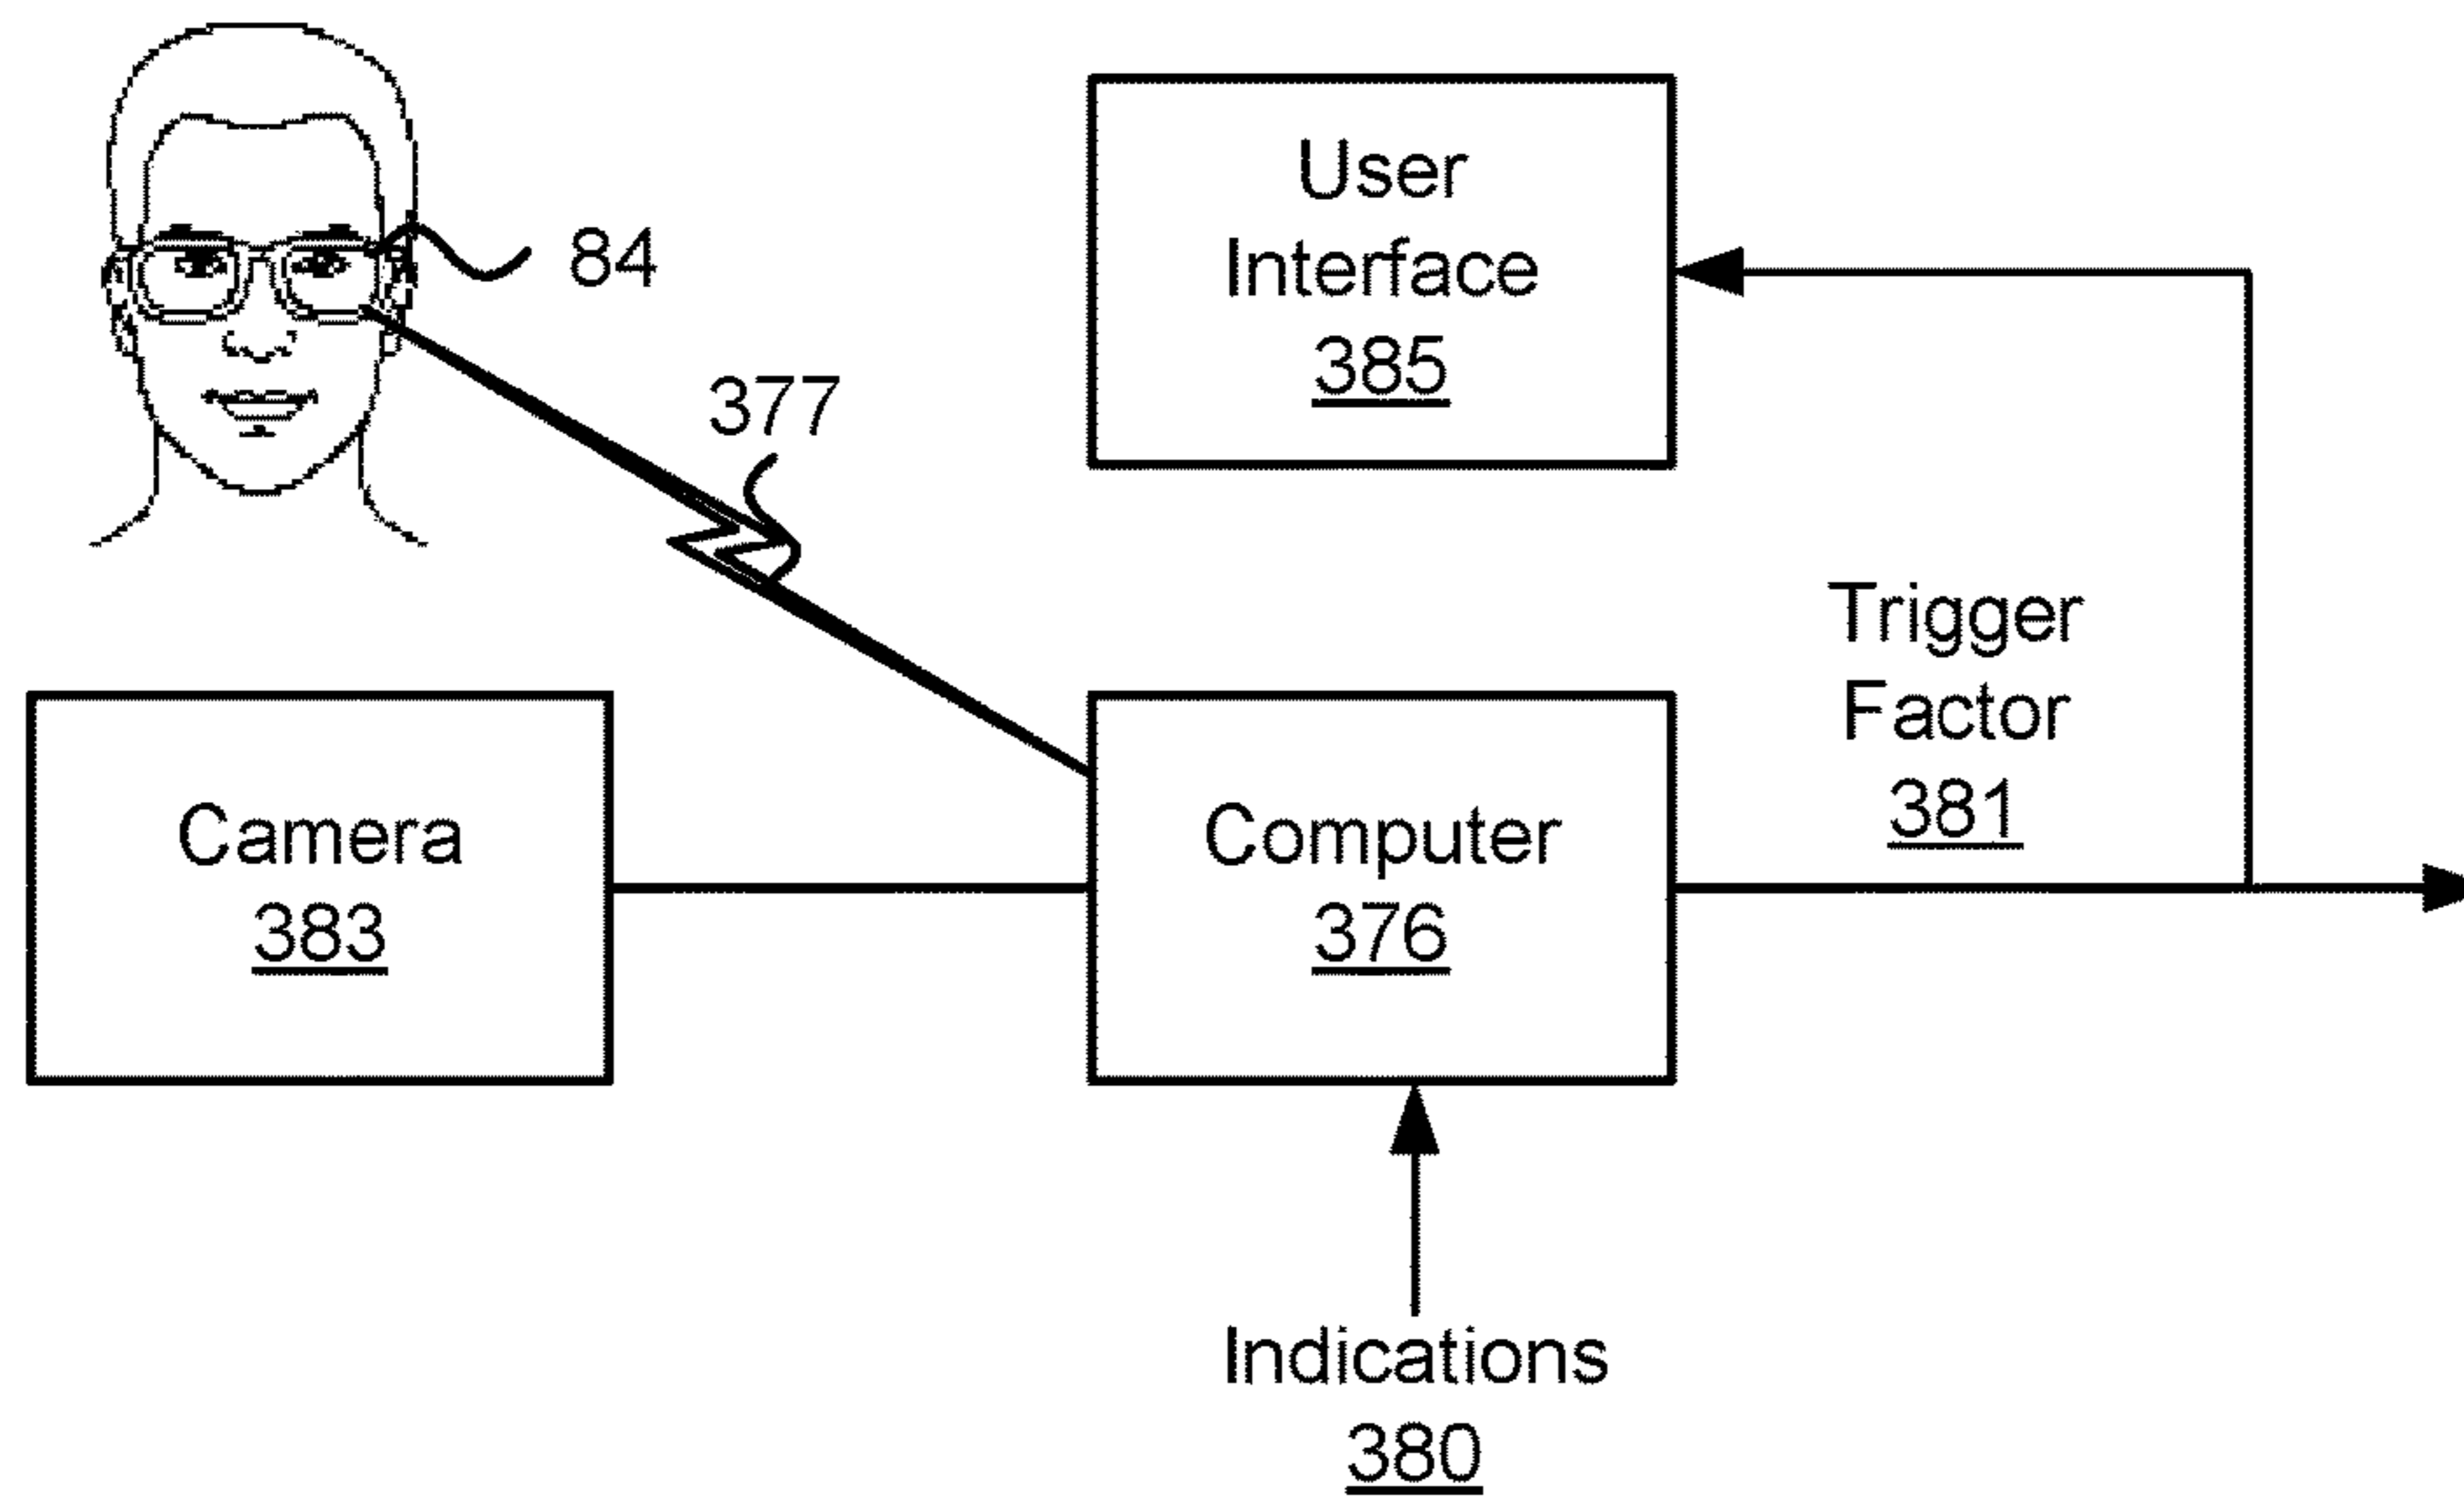 84
User
Interface
385
377
Trigger
Factor
381
Camera
383
Computer
376
Indications
380